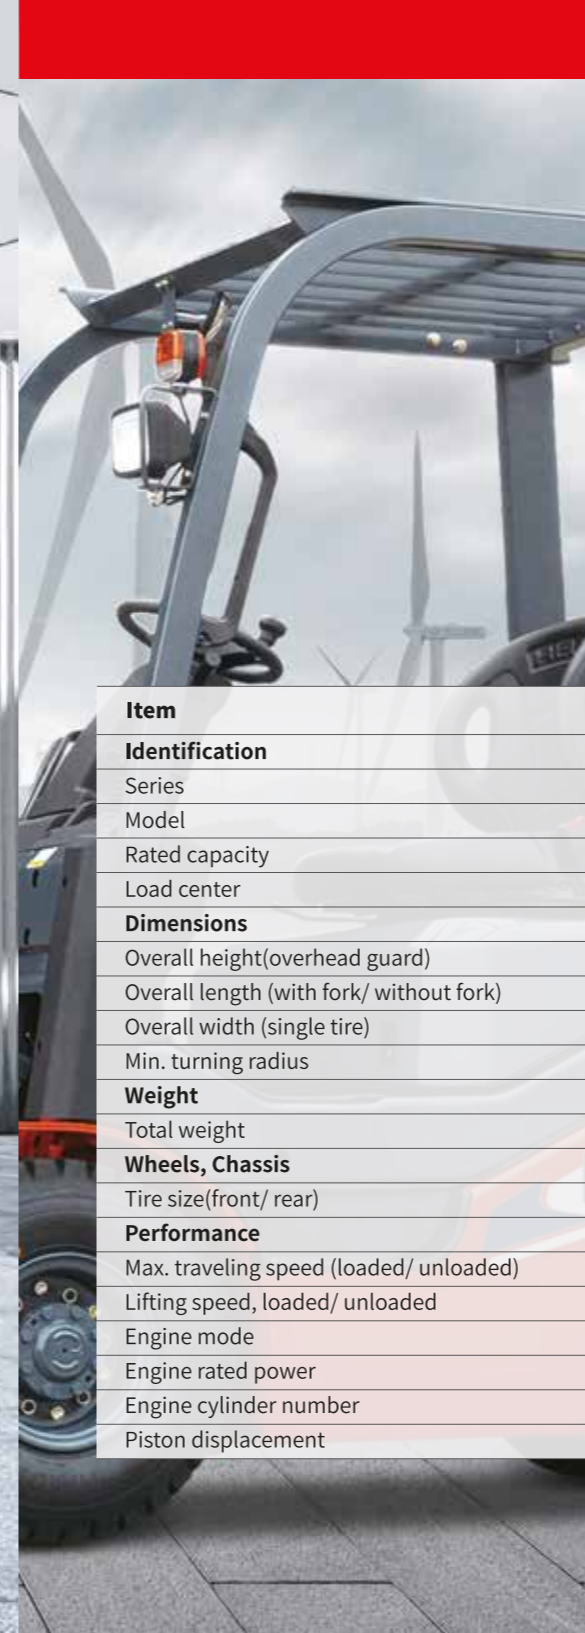 Item
Identification
Series
Model
Rated capacity
Load center
Dimensions
Overall height(overhead guard)
Overall length (with fork/ without fork)
Overall width (single tire)
Min. turning radius
Weight
Total weight
Wheels, Chassis
Tire size(front/ rear)
Performance
Max. traveling speed (loaded/ unloaded)
Lifting speed, loaded/ unloaded
Engine mode
Engine rated power
Engine cylinder number
Piston displacement